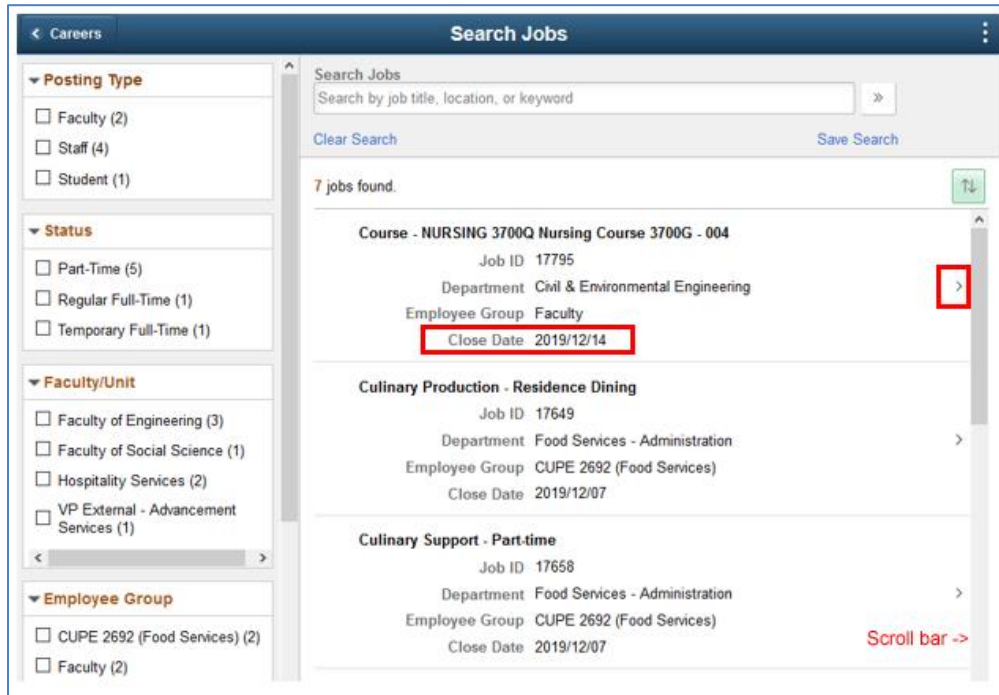 Careers
Search Jobs
Posting Type
Faculty (2)
Staff (4)
Student (1)
Status
Part-Time (5)
Regular Full-Time (1)
Temporary Full-Time (1)
Faculty/Unit
Faculty of Engineering (3)
Faculty of Social Science (1)
Hospitality Services (2)
VP External - Advancement
Services (1)
Employee Group
CUPE 2692 (Food Services) (2)
Faculty (2)
Search Jobs
Search by job title, location, or keyword
Clear Search Save Search
7 jobs found.
Course - NURSING 3700Q Nursing Course 3700G - 004
Job ID 17795
Department Civil & Environmental Engineering
Employee Group Faculty
Close Date 2019/12/14
Culinary Production - Residence Dining
Job ID 17649
Department Food Services - Administration
Employee Group CUPE 2692 (Food Services)
Close Date 2019/12/07
Culinary Support - Part-time
Job ID 17658
Department Food Services - Administration
Employee Group CUPE 2692 (Food Services)
Close Date 2019/12/07
Scroll bar ->